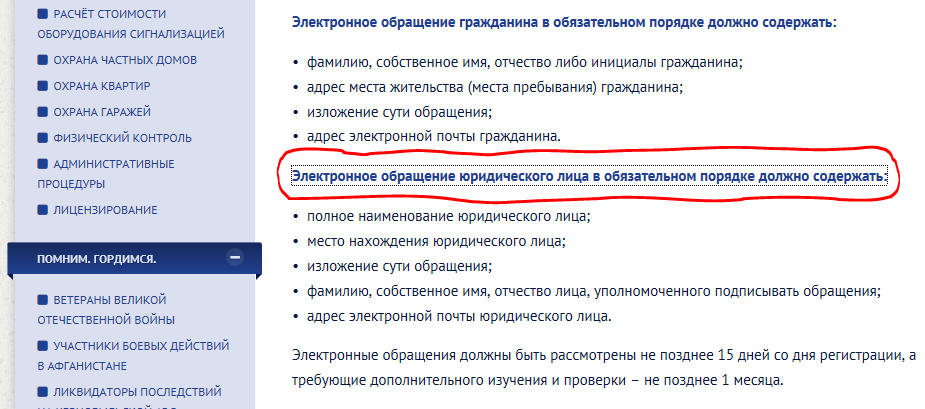 РАСЧЁТ СТОИМОСТИ
ОБОРУДОВАНИЯ СИГНАЛИЗАЦИЕЙ
ОХРАНА ЧАСТНЫХ ДОМОВ
ОХРАНА КВАРТИР
ОХРАНА ГАРАЖЕЙ
ФИЗИЧЕСКИЙ КОНТРОЛЬ
АДМИНИСТРАТИВНЫЕ
ПРОЦЕДУРЫ
ЛИЦЕНЗИРОВАНИЕ
ПОМНИМ. ГОРДИМСЯ.
ВЕТЕРАНЫ ВЕЛИКОЙ
ОТЕЧЕСТВЕННОЙ ВОЙНЫ
УЧАСТНИКИ БОЕВЫХ ДЕЙСТВИЙ
В АФГАНИСТАНЕ
ЛИКВИДАТОРЫ ПОСЛЕДСТВИЙ
Электронное обращение гражданина в обязательном порядке должно содержать:
• фамилию, собственное имя, отчество либо инициалы гражданина;
• адрес места жительства (места пребывания) гражданина;
• изложение сути обращения;
• адрес электронной почты гражданина.
Электронное обращение юридического лица в обязательном порядке должно содержать:
• полное наименование юридического лица;
• место нахождения юридического лица;
• изложение сути обращения;
• фамилию, собственное имя, отчество лица, уполномоченного подписывать обращения;
• адрес электронной почты юридического лица.
Электронные обращения должны быть рассмотрены не позднее 15 дней со дня регистрации, а
требующие дополнительного изучения и проверки – не позднее 1 месяца.